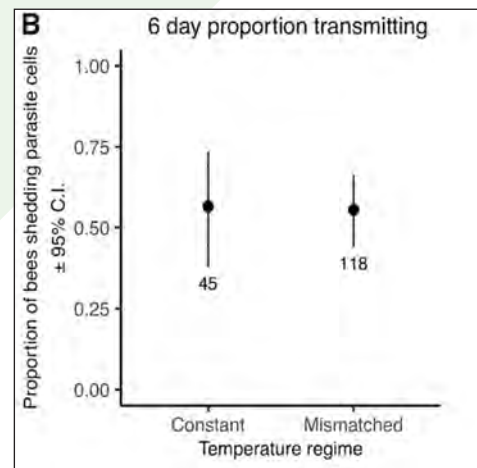 B
6 day proportion transmitting
Proportion of bees shedding parasite cells
± 95% C.I.
1.00
0.75
0.50
0.25
0.00
45
118
Constant
Mismatched
Temperature regime